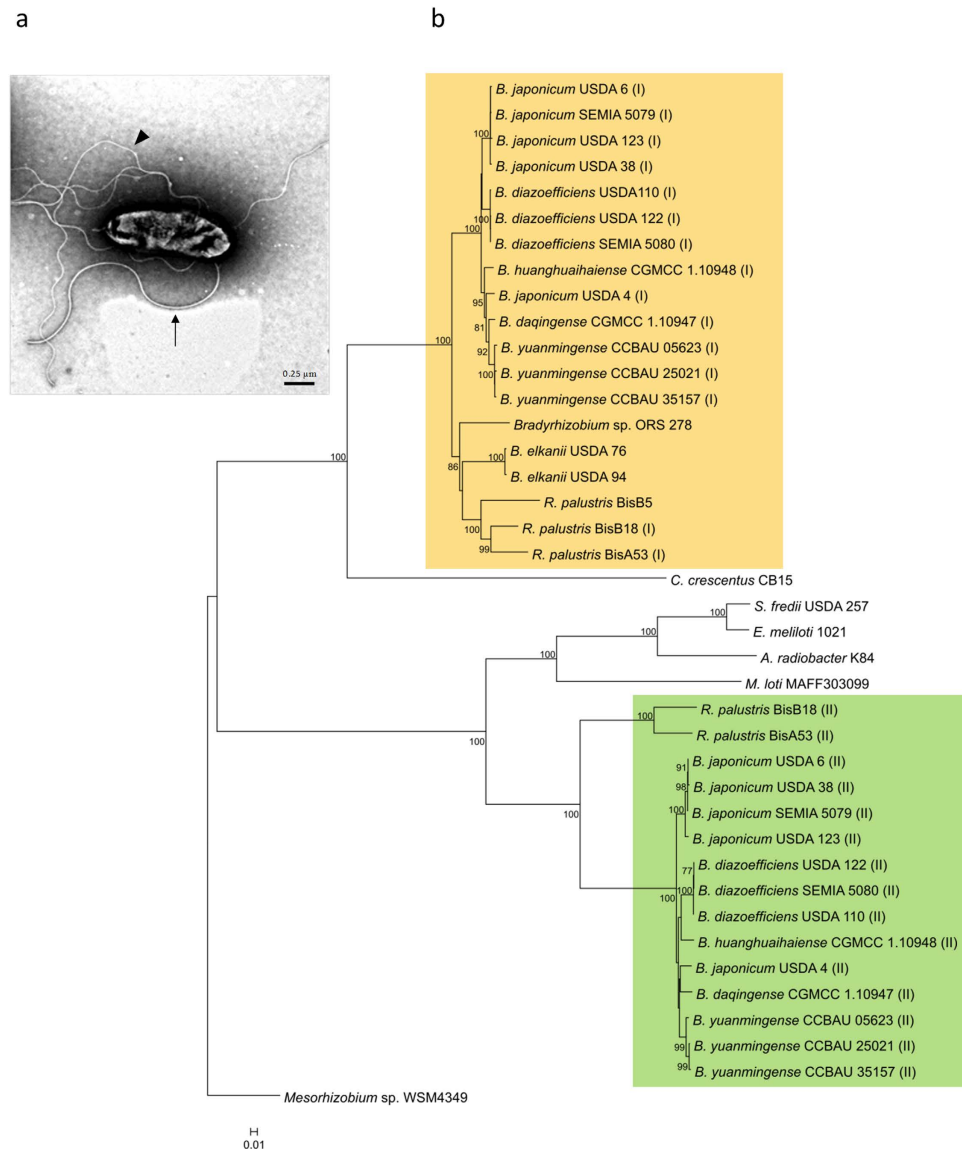 a
b
0.25 µm
B. japonicum USDA 6 (I)
B. japonicum SEMIA 5079 (I)
100
B. japonicum USDA 123 (I)
B. japonicum USDA 38 (I)
B. diazoefficiens USDA110 (I)
100
B. diazoefficiens USDA 122 (I)
100
B. diazoefficiens SEMIA 5080 (I)
B. huanghuaihaiense CGMCC 1.10948 (I)
95
B. japonicum USDA 4 (I)
81
B. daqingense CGMCC 1.10947 (I)
100
92
B. yuanmingense CCBAU 05623 (I)
100
B. yuanmingense CCBAU 25021 (I)
B. yuanmingense CCBAU 35157 (I)
Bradyrhizobium sp. ORS 278
100
86
100
B. elkanii USDA 76
B. elkanii USDA 94
R. palustris BisB5
100
R. palustris BisB18 (I)
99
R. palustris BisA53 (I)
C. crescentus CB15
100
S. fredii USDA 257
100
E. meliloti 1021
100
A. radiobacter K84
M. loti MAFF303099
100
R. palustris BisB18 (II)
100
R. palustris BisA53 (II)
91
B. japonicum USDA 6 (II)
98
B. japonicum USDA 38 (II)
100
100
B. japonicum SEMIA 5079 (II)
B. japonicum USDA 123 (II)
77
B. diazoefficiens USDA 122 (II)
100
100
B. diazoefficiens SEMIA 5080 (II)
B. diazoefficiens USDA 110 (II)
B. huanghuaihaiense CGMCC 1.10948 (II)
B. japonicum USDA 4 (II)
B. daqingense CGMCC 1.10947 (II)
B. yuanmingense CCBAU 05623 (II)
99
B. yuanmingense CCBAU 25021 (II)
99
B. yuanmingense CCBAU 35157 (II)
Mesorhizobium sp. WSM4349
0.01